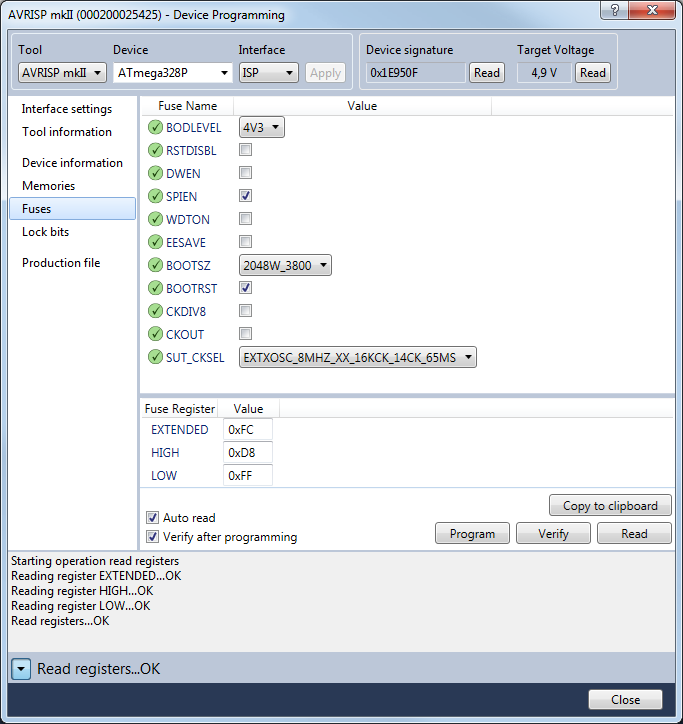 AVRISP mkII (000200025425) - Device Programming
?
Tool Device Interface Device signature Target Voltage
AVRISP mkII ATmega328P ISP Apply 0x1E950F Read 4,9 V Read
Interface settings
Tool information
Device information
Memories
Fuses
Lock bits
Production file
Fuse Name Value
BODLEVEL 4V3
RSTDISBL
DWEN
SPIEN
WDTON
EESAVE
BOOTSZ 2048W_3800
BOOTRST
CKDIV8
CKOUT
SUT_CKSEL EXTXOSC_8MHZ_XX_16KCK_14CK_65MS
Fuse Register Value
EXTENDED 0xFC
HIGH 0xD8
LOW 0xFF
Copy to clipboard
Auto read
Verify after programming
Program Verify Read
Starting operation read registers
Reading register EXTENDED...OK
Reading register HIGH...OK
Reading register LOW...OK
Read registers...OK
Read registers...OK
Close